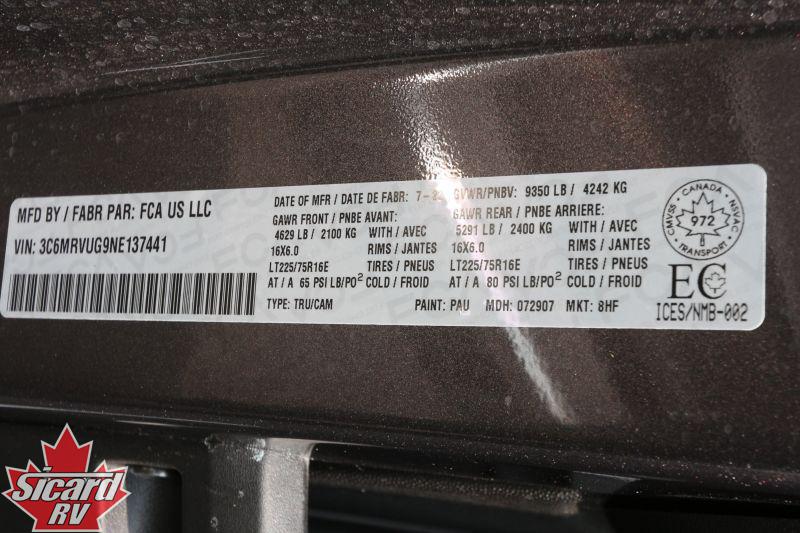 MFD BY / FABR PAR: FCA US LLC
VIN: 3C6MRVUG9NE137441
DATE OF MFR / DATE DE FABR: 7-22 GVWR/PNBV: 9350 LB / 4242 KG
GAWR FRONT / PNBE AVANT: GAWR REAR / PNBE ARRIERE:
4629 LB / 2100 KG WITH / AVEC 5291 LB / 2400 KG WITH / AVEC
16X6.0 RIMS / JANTES 16X6.0 RIMS / JANTES
LT225/75R16E TIRES / PNEUS LT225/75R16E TIRES / PNEUS
AT / A 65 PSI LB/PO² COLD / FROID AT / A 80 PSI LB/PO² COLD / FROID
TYPE: TRU/CAM PAINT: PAU MDH: 072907 MKT: 8HF
CANADA
CMVSS 972 NSVAC
TRANSPORT
EC
ICES/NMB-002
Sicard
RV